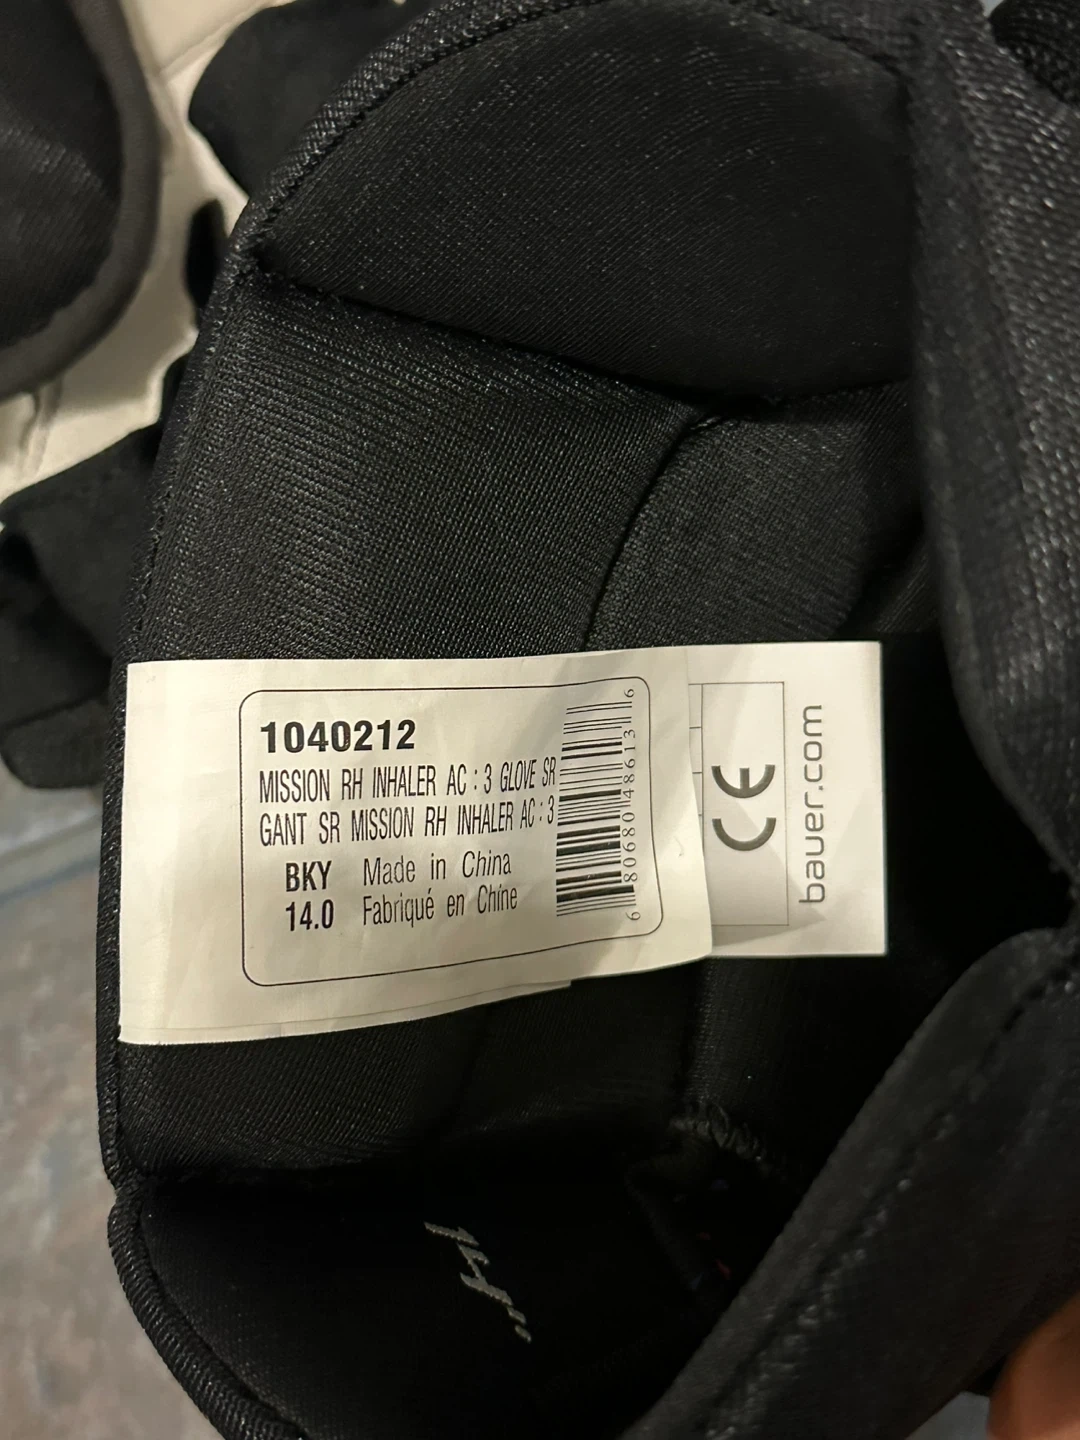 1040212
MISSION RH INHALER AC : 3 GLOVE SR
GANT SR MISSION RH INHALER AC : 3
BKY Made in China
14.0 Fabriqué en Chine
6 80680 48613 6
CE
bauer.com
14"